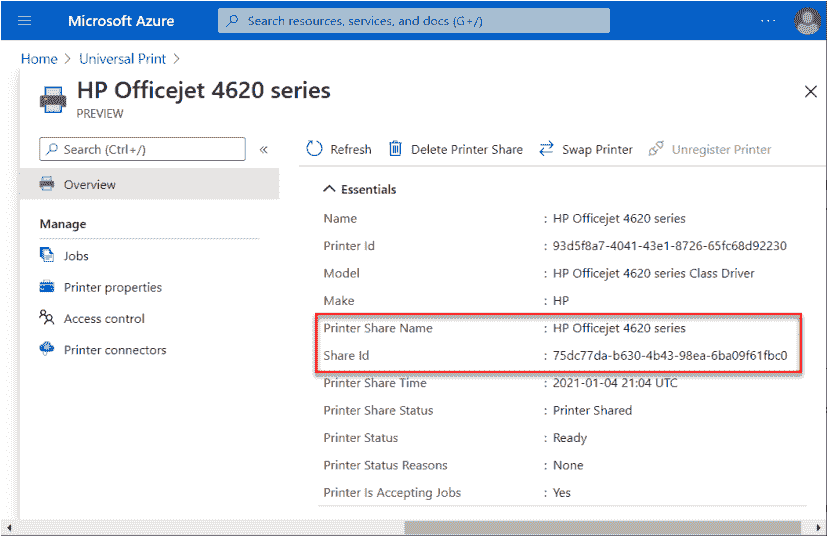 Microsoft Azure
Search resources, services, and docs (G+/)
...
Home > Universal Print >
HP Officejet 4620 series
PREVIEW
Search (Ctrl+/)
«
Refresh Delete Printer Share Swap Printer Unregister Printer
Overview
Manage
Jobs
Printer properties
Access control
Printer connectors
Essentials
Name : HP Officejet 4620 series
Printer Id : 93d5f8a7-4041-43e1-8726-65fc68d92230
Model : HP Officejet 4620 series Class Driver
Make : HP
Printer Share Name : HP Officejet 4620 series
Share Id : 75dc77da-b630-4b43-98ea-6ba09f61fbc0
Printer Share Time : 2021-01-04 21:04 UTC
Printer Share Status : Printer Shared
Printer Status : Ready
Printer Status Reasons : None
Printer Is Accepting Jobs : Yes